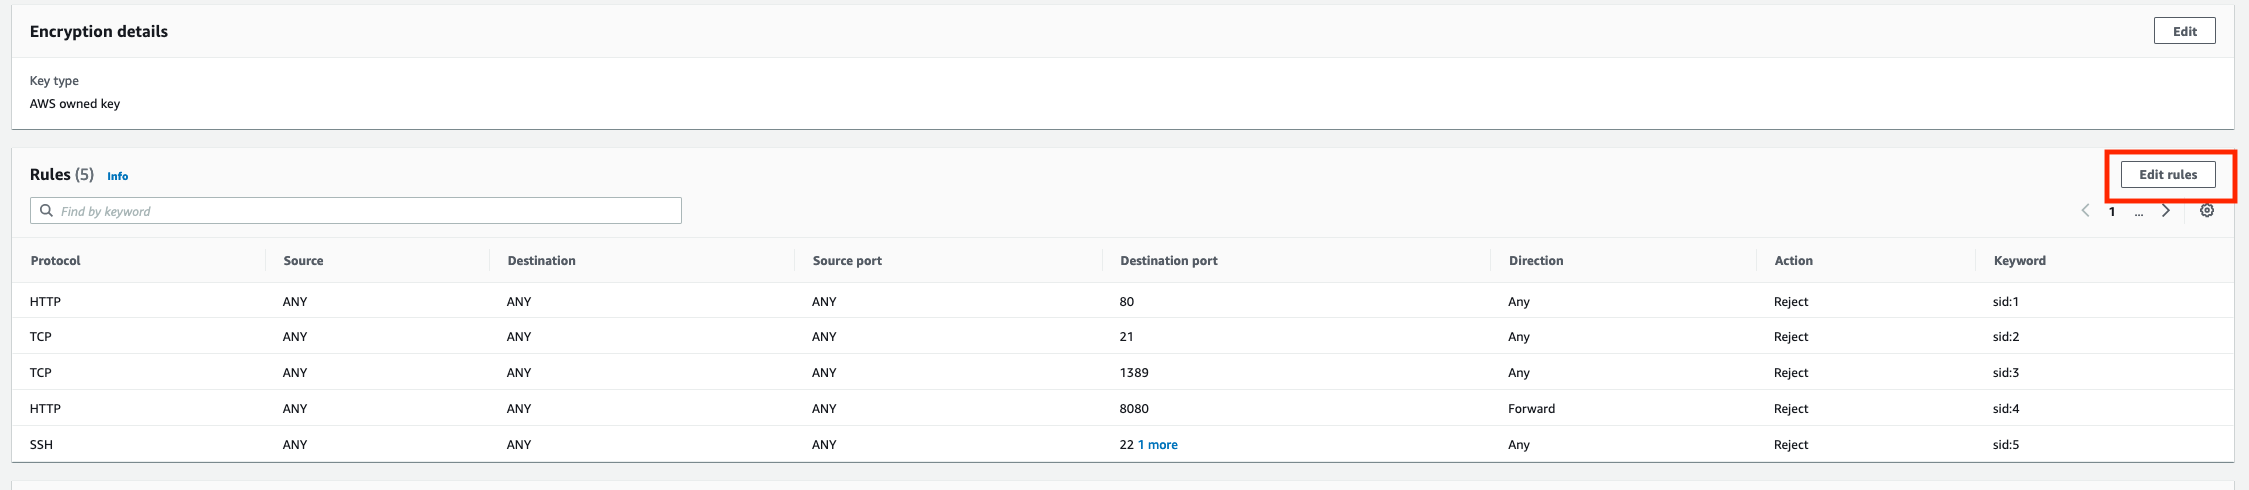 Encryption details
Edit
Key type
AWS owned key
Rules (5) Info
Edit rules
Find by keyword
1 ...
Protocol Source Destination Source port Destination port Direction Action Keyword
HTTP ANY ANY ANY 80 Any Reject sid:1
TCP ANY ANY ANY 21 Any Reject sid:2
TCP ANY ANY ANY 1389 Any Reject sid:3
HTTP ANY ANY ANY 8080 Forward Reject sid:4
SSH ANY ANY ANY 22 1 more Any Reject sid:5